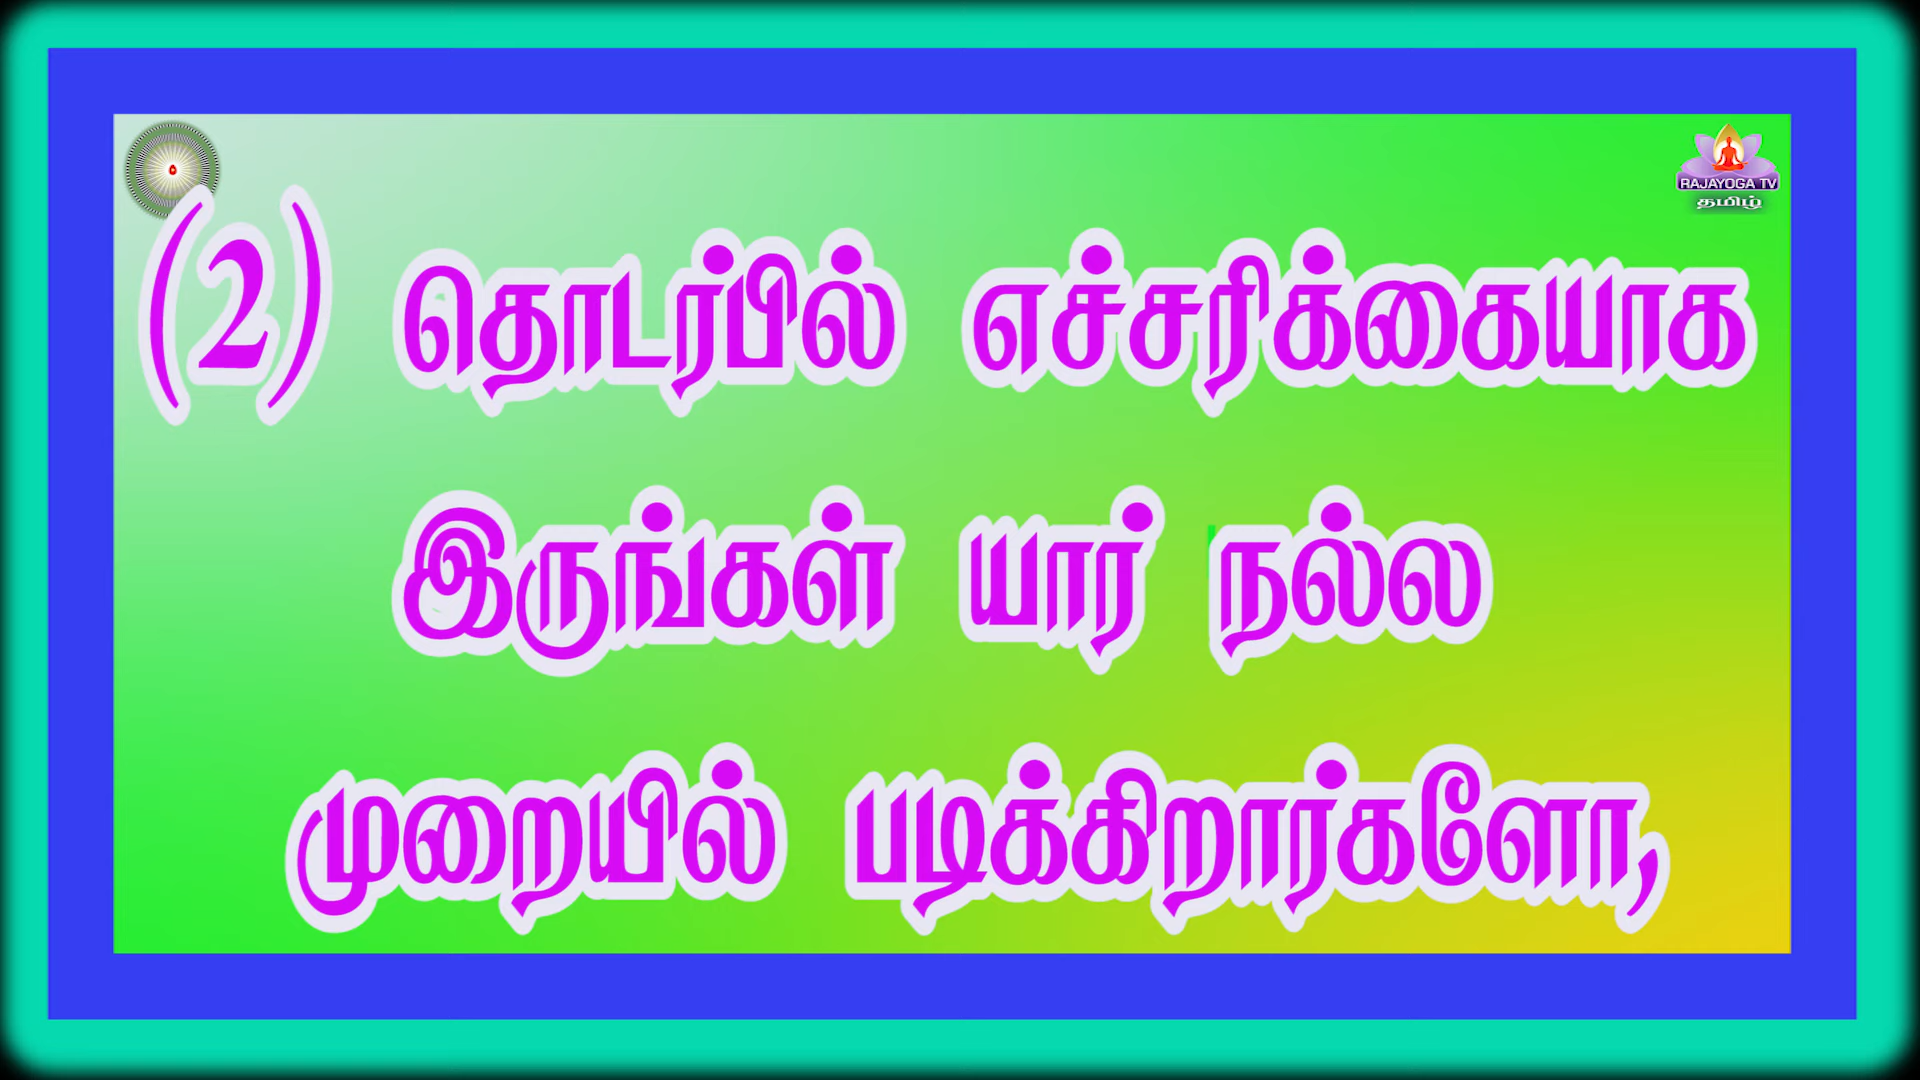 RAJAYOGA TV
தமிழ்
(2) தொடர்பில் எச்சரிக்கையாக
இருங்கள் யார் நல்ல
முறையில் படிக்கிறார்களோ,